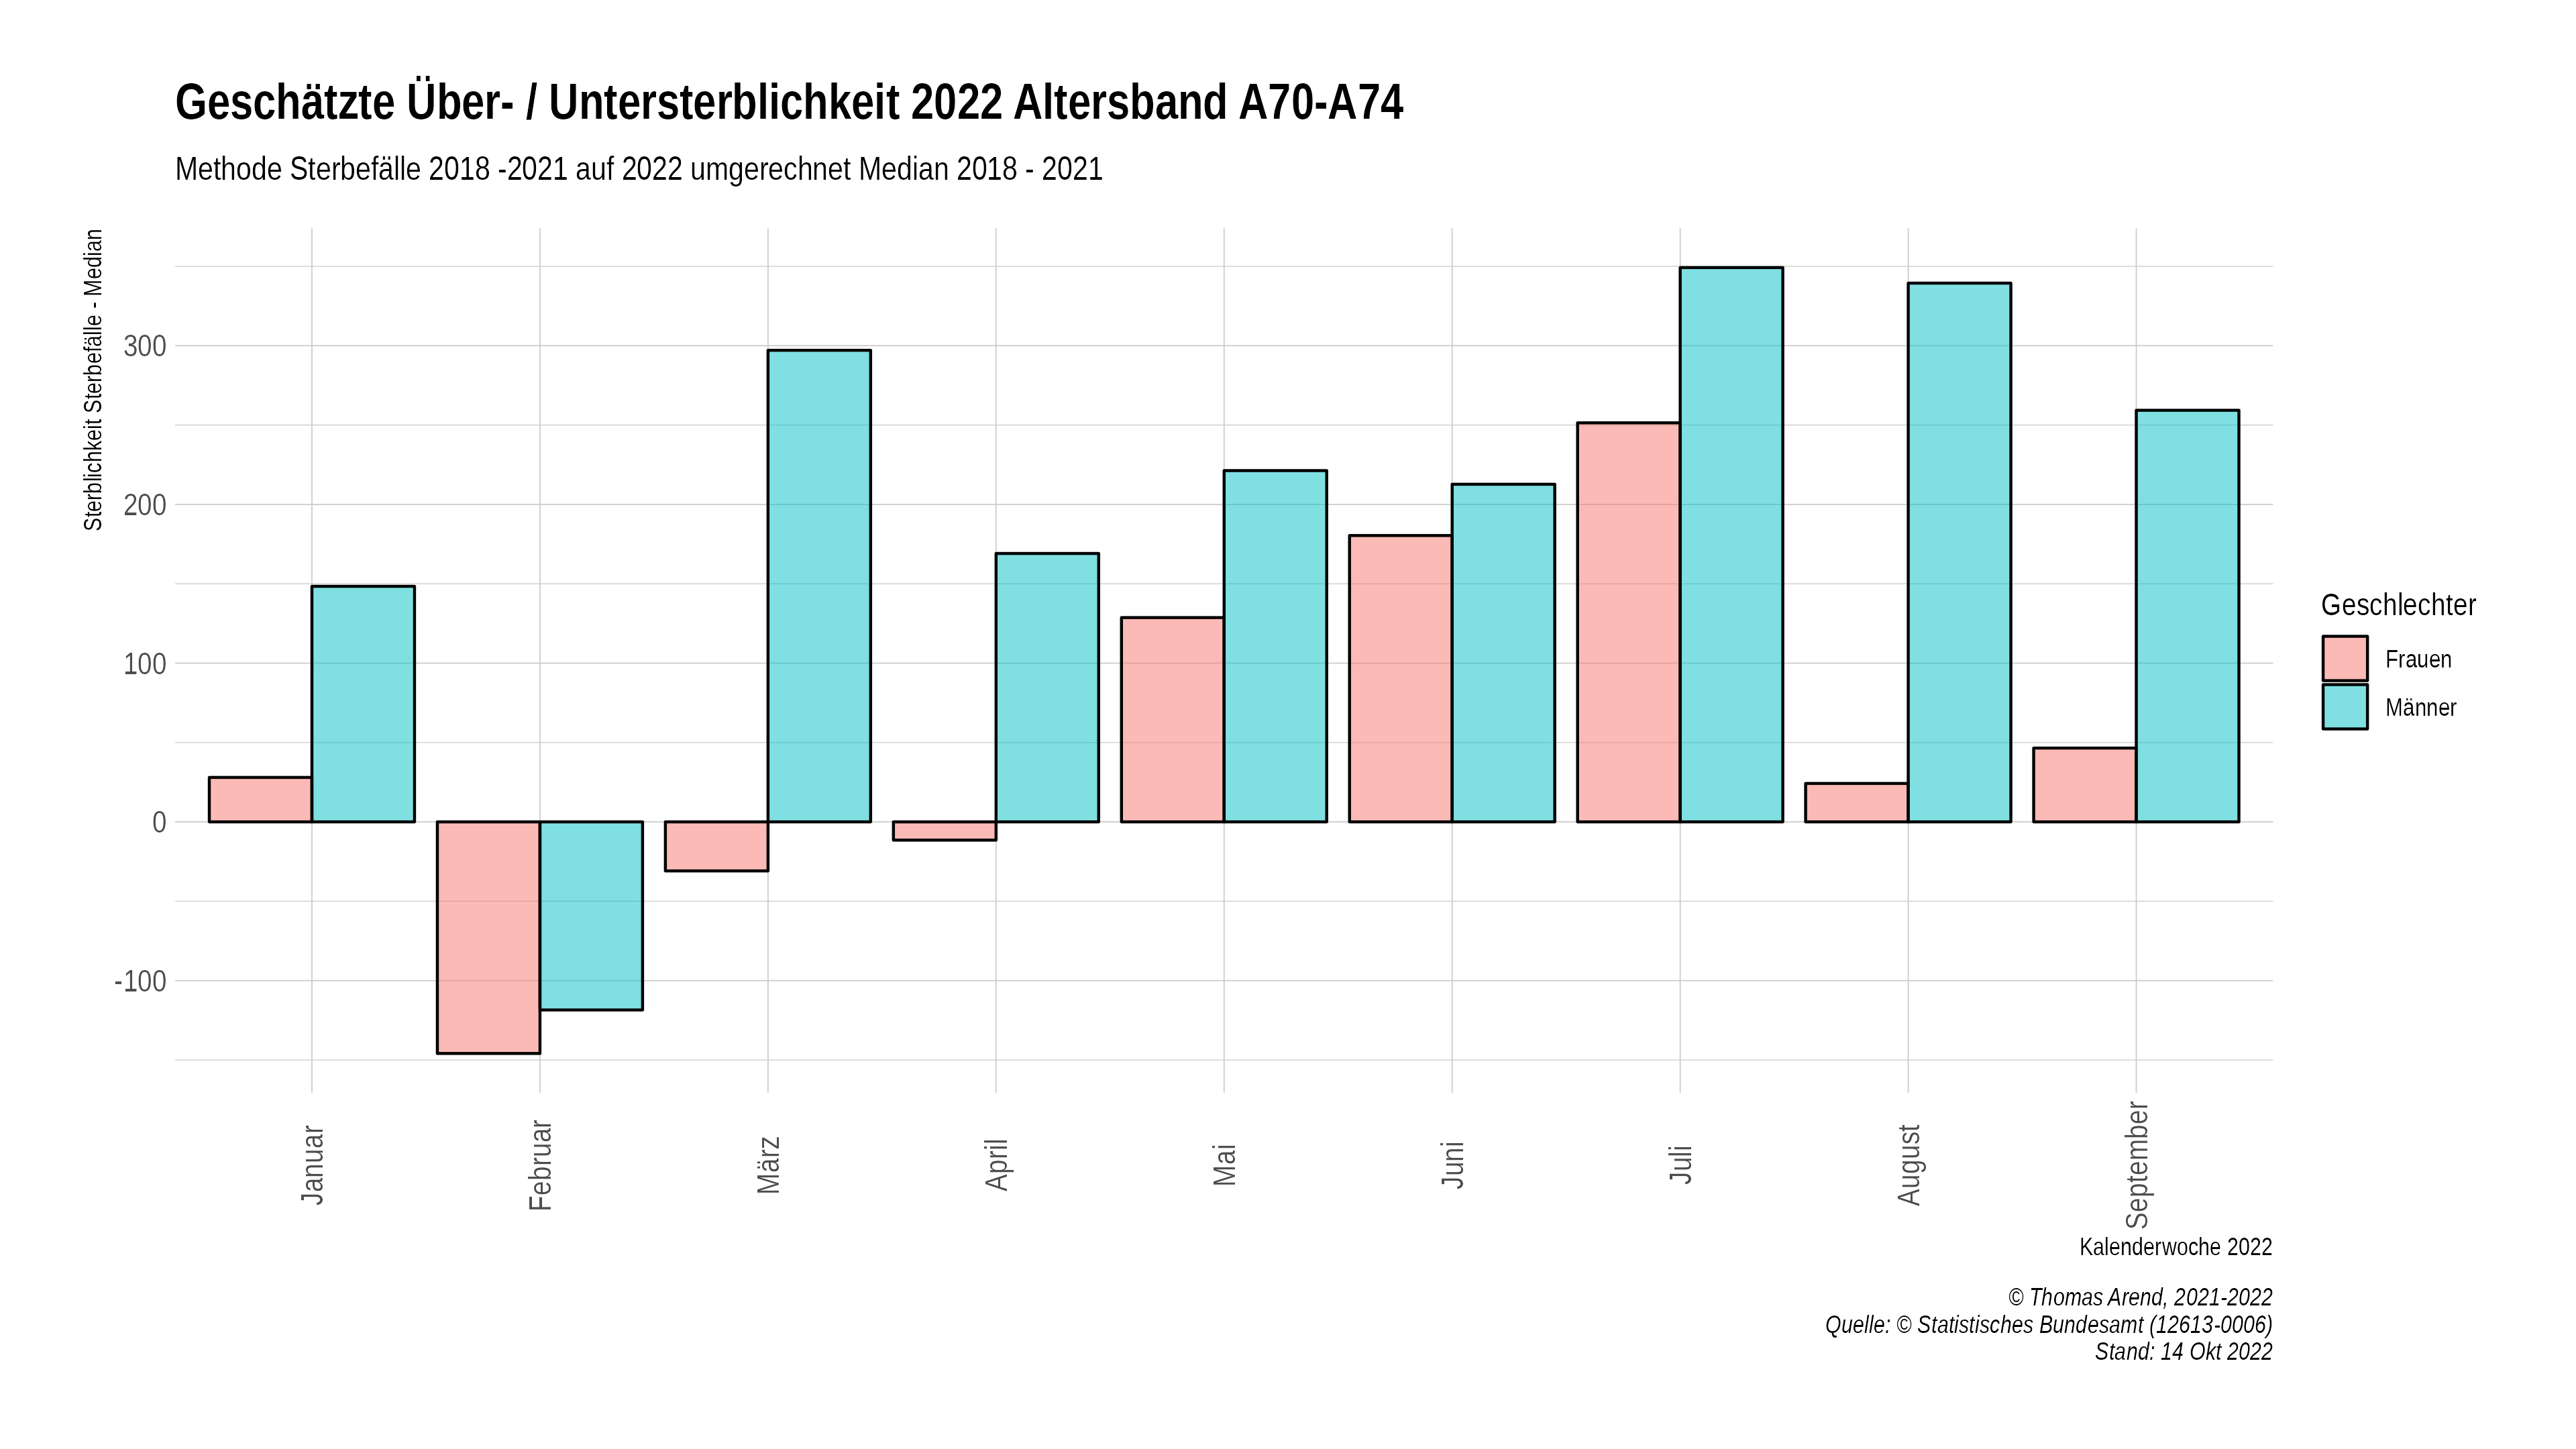 Geschätzte Über- / Untersterblichkeit 2022 Altersband A70-A74
Methode Sterbefälle 2018 -2021 auf 2022 umgerechnet Median 2018 - 2021
Sterblichkeit Sterbefälle - Median
300
200
100
0
-100
Geschlechter
Frauen
Männer
Januar
Februar
März
April
Mai
Juni
Juli
August
September
Kalenderwoche 2022
© Thomas Arend, 2021-2022
Quelle: © Statistisches Bundesamt (12613-0006)
Stand: 14 Okt 2022